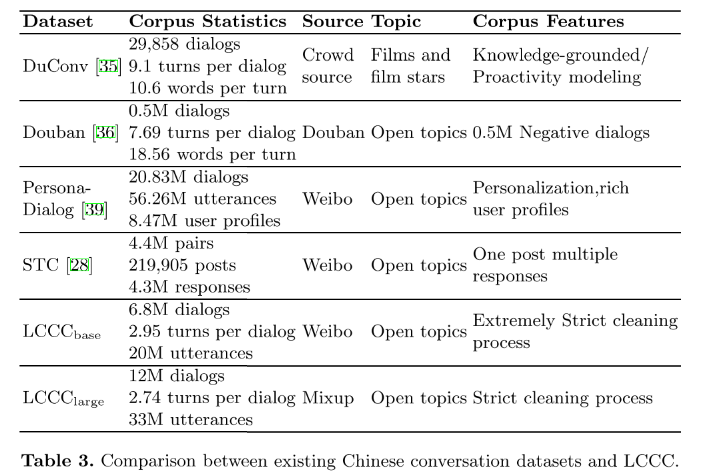 Dataset Corpus Statistics Source Topic Corpus Features
DuConv [35] 29,858 dialogs
9.1 turns per dialog
10.6 words per turn Crowd
source Films and
film stars Knowledge-grounded/
Proactivity modeling
Douban [36] 0.5M dialogs
7.69 turns per dialog
18.56 words per turn Douban Open topics 0.5M Negative dialogs
Persona-
Dialog [39] 20.83M dialogs
56.26M utterances
8.47M user profiles Weibo Open topics Personalization,rich
user profiles
STC [28] 4.4M pairs
219,905 posts
4.3M responses Weibo Open topics One post multiple
responses
LCCCbase 6.8M dialogs
2.95 turns per dialog
20M utterances Weibo Open topics Extremely Strict cleaning
process
LCCClarge 12M dialogs
2.74 turns per dialog
33M utterances Mixup Open topics Strict cleaning process
Table 3. Comparison between existing Chinese conversation datasets and LCCC.